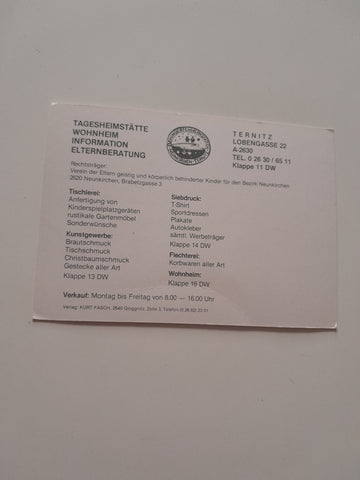 TAGESHEIMSTÄTTE
WOHNHEIM
INFORMATION
ELTERNBERATUNG
TERNITZ
LOBENGASSE 22
A-2630
TEL. 0 26 30 / 65 11
Klappe 11 DW
Rechtsträger:
Verein der Eltern geistig und körperlich behinderter Kinder für den Bezirk Neunkirchen
2620 Neunkirchen, Brabetzgasse 3
Tischlerei:
Anfertigung von
Kinderspielplatzgeräten
rustikale Gartenmöbel
Sonderwünsche
Kunstgewerbe:
Brautschmuck
Tischschmuck
Christbaumschmuck
Gestecke aller Art
Klappe 13 DW
Siebdruck:
T-Shirt
Sportdressen
Plakate
Autokleber
sämtl. Werbeträger
Klappe 14 DW
Flechterei:
Korbwaren aller Art
Wohnheim:
Klappe 16 DW
Verkauf: Montag bis Freitag von 8.00 — 16.00 Uhr
Verlag: KURT FASCH, 2640 Gloggnitz, Zeile 3, Telefon